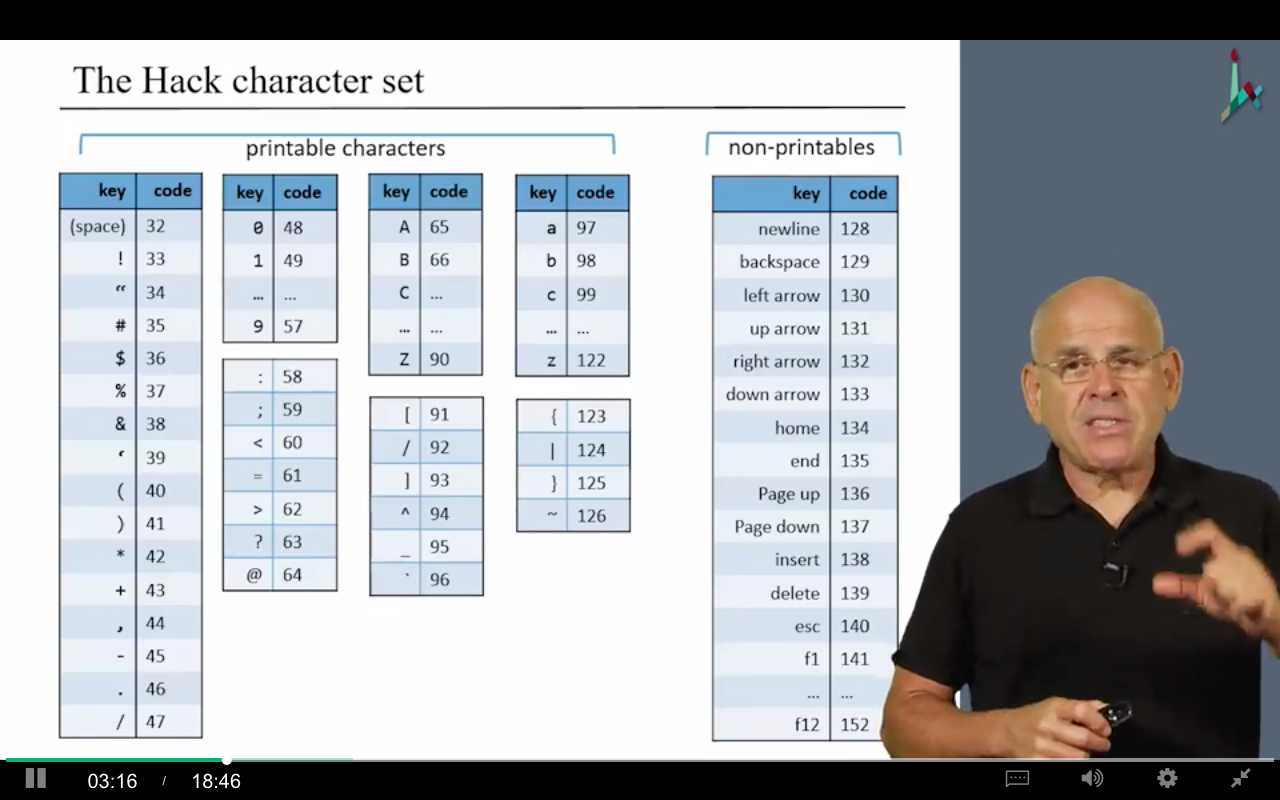 The Hack character set
printable characters
key code
(space) 32
! 33
“ 34
# 35
$ 36
% 37
& 38
‘ 39
( 40
) 41
* 42
+ 43
, 44
- 45
. 46
/ 47
key code
0 48
1 49
... ...
9 57
: 58
; 59
< 60
= 61
> 62
? 63
@ 64
key code
A 65
B 66
C ...
... ...
Z 90
[ 91
/ 92
] 93
^ 94
_ 95
` 96
key code
a 97
b 98
c 99
... ...
z 122
{ 123
| 124
} 125
~ 126
non-printables
key code
newline 128
backspace 129
left arrow 130
up arrow 131
right arrow 132
down arrow 133
home 134
end 135
Page up 136
Page down 137
insert 138
delete 139
esc 140
f1 141
... ...
f12 152
03:16 / 18:46